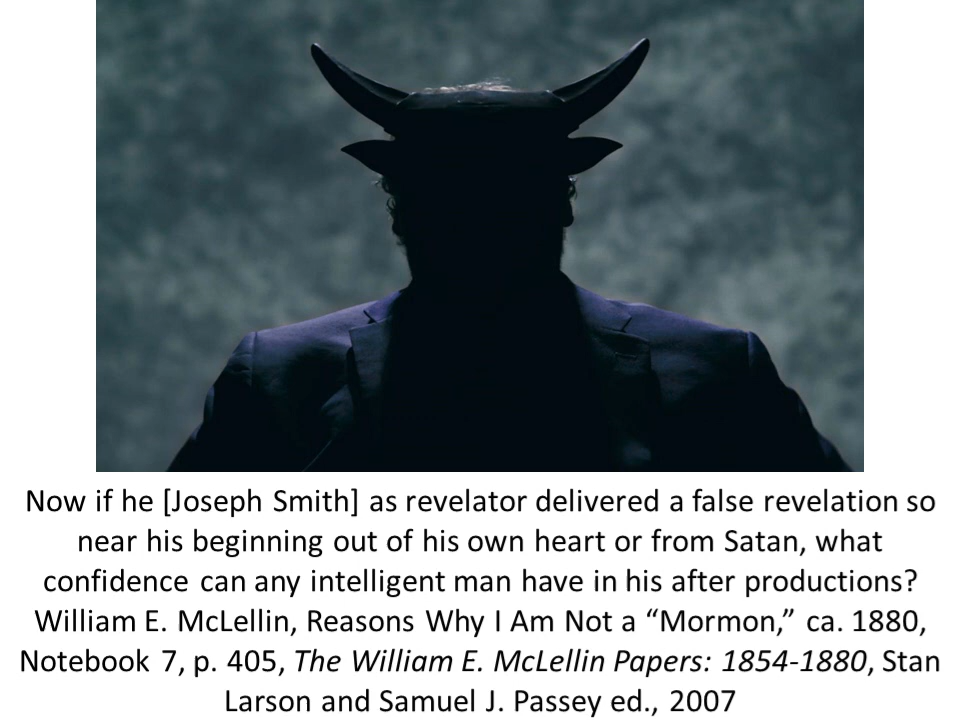 Now if he [Joseph Smith] as revelator delivered a false revelation so
near his beginning out of his own heart or from Satan, what
confidence can any intelligent man have in his after productions?
William E. McLellin, Reasons Why I Am Not a “Mormon,” ca. 1880,
Notebook 7, p. 405, The William E. McLellin Papers: 1854-1880, Stan
Larson and Samuel J. Passey ed., 2007